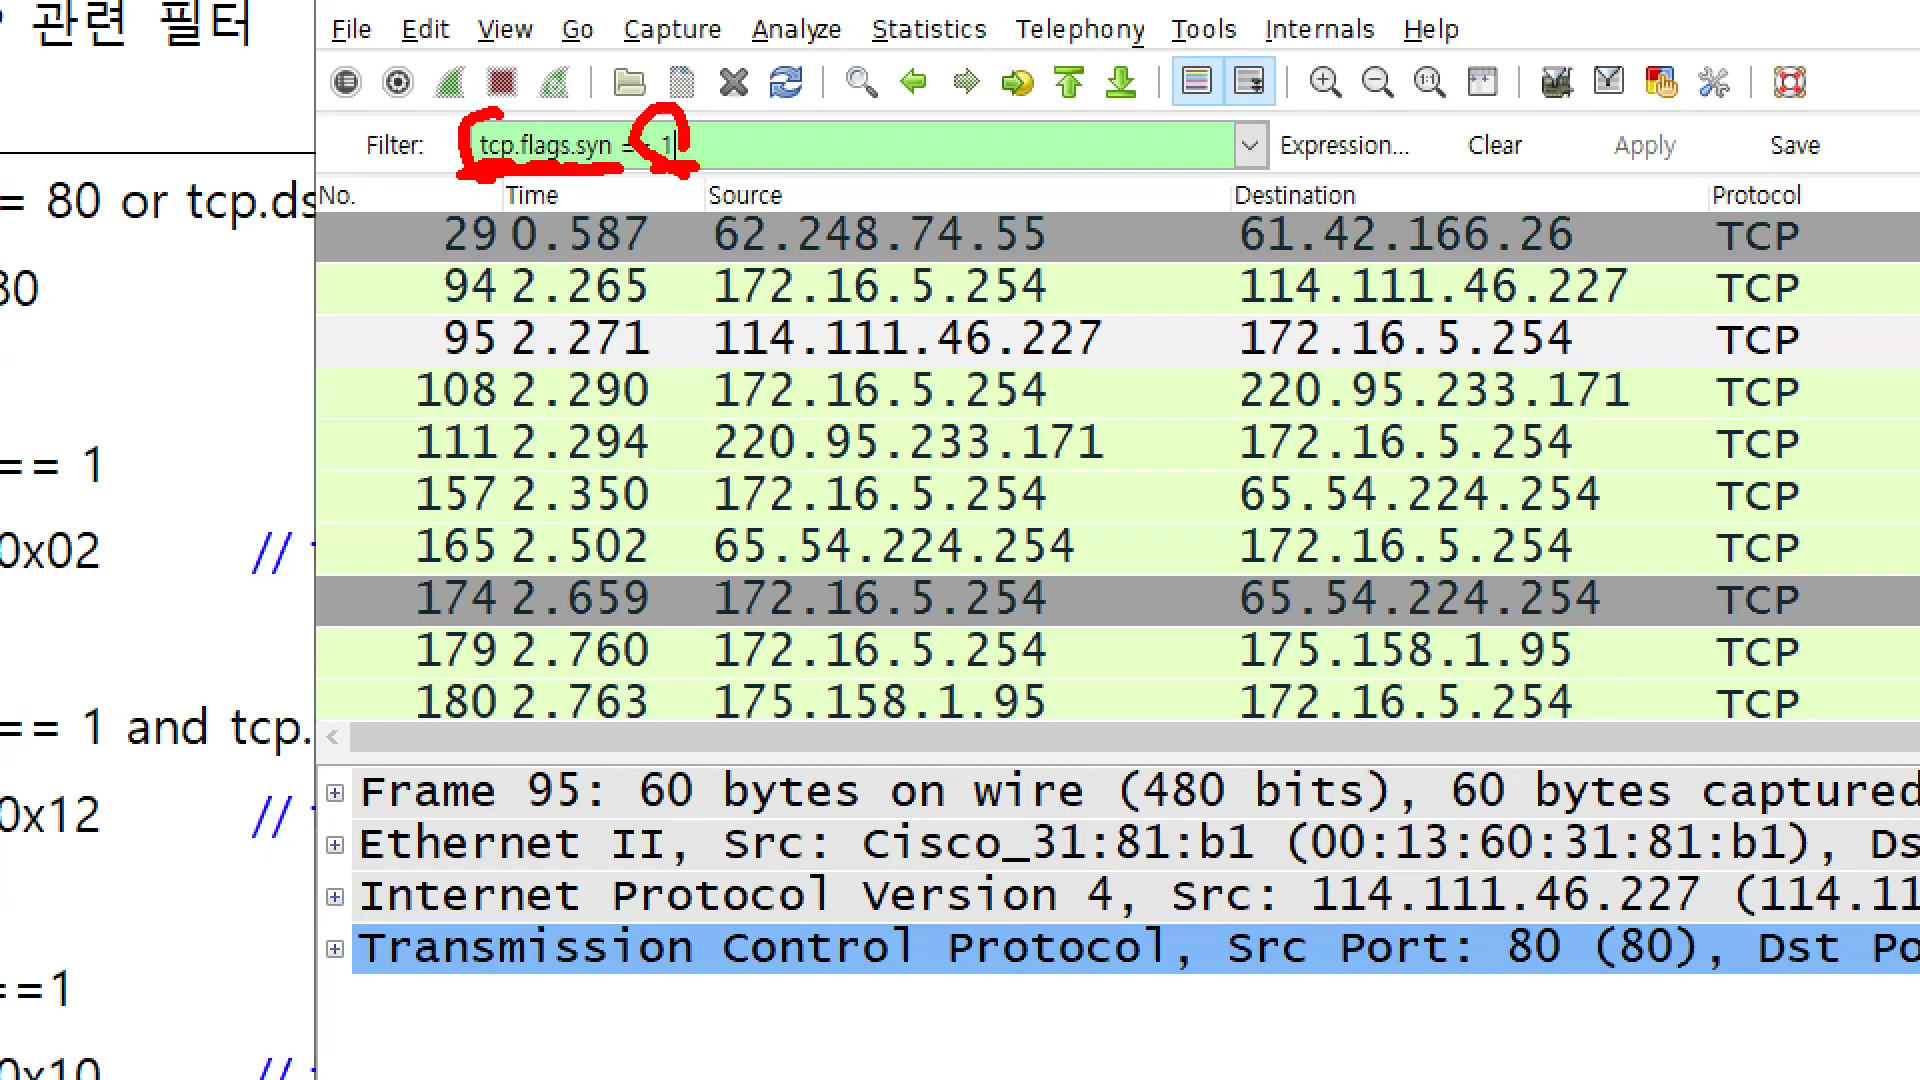 관련 필터
= 80 or tcp.ds
80
== 1
0x02 //
== 1 and tcp.
0x12 //
==1
0x10 //
File Edit View Go Capture Analyze Statistics Telephony Tools Internals Help
Filter: tcp.flags.syn == 1 Expression... Clear Apply Save
No. Time Source Destination Protocol
29 0.587 62.248.74.55 61.42.166.26 TCP
94 2.265 172.16.5.254 114.111.46.227 TCP
95 2.271 114.111.46.227 172.16.5.254 TCP
108 2.290 172.16.5.254 220.95.233.171 TCP
111 2.294 220.95.233.171 172.16.5.254 TCP
157 2.350 172.16.5.254 65.54.224.254 TCP
165 2.502 65.54.224.254 172.16.5.254 TCP
174 2.659 172.16.5.254 65.54.224.254 TCP
179 2.760 172.16.5.254 175.158.1.95 TCP
180 2.763 175.158.1.95 172.16.5.254 TCP
Frame 95: 60 bytes on wire (480 bits), 60 bytes captured
Ethernet II, Src: Cisco_31:81:b1 (00:13:60:31:81:b1), Ds
Internet Protocol Version 4, Src: 114.111.46.227 (114.11
Transmission Control Protocol, Src Port: 80 (80), Dst Po